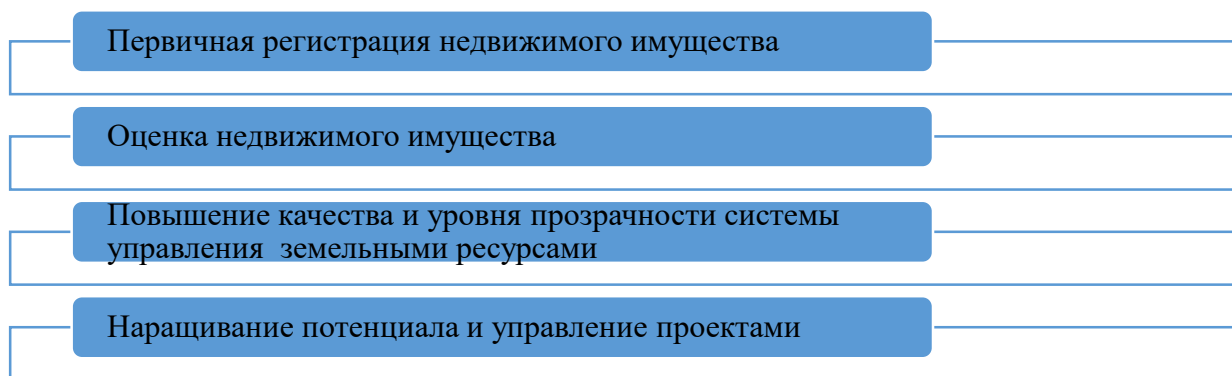 Первичная регистрация недвижимого имущества
Оценка недвижимого имущества
Повышение качества и уровня прозрачности системы
управления  земельными ресурсами
Наращивание потенциала и управление проектами